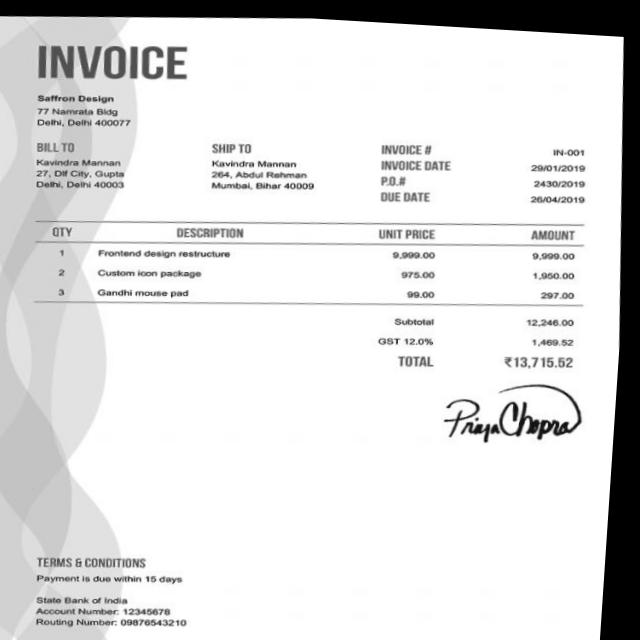 INVOICE
Saffron Design
77 Namrata Bldg
Delhi, Delhi 400077
BILL TO
Kavindra Mannan
27, Dlf City, Gupta
Delhi, Delhi 40003
SHIP TO
Kavindra Mannan
264, Abdul Rehman
Mumbai, Bihar 40009
INVOICE # IN-001
INVOICE DATE 29/01/2019
P.O.# 2430/2019
DUE DATE 26/04/2019
QTY DESCRIPTION UNIT PRICE AMOUNT
1 Frontend design restructure 9,999.00 9,999.00
2 Custom icon package 975.00 1,950.00
3 Gandhi mouse pad 99.00 297.00
Subtotal 12,246.00
GST 12.0% 1,469.52
TOTAL ₹13,715.52
Priya Chopra
TERMS & CONDITIONS
Payment is due within 15 days
State Bank of India
Account Number: 12345678
Routing Number: 09876543210